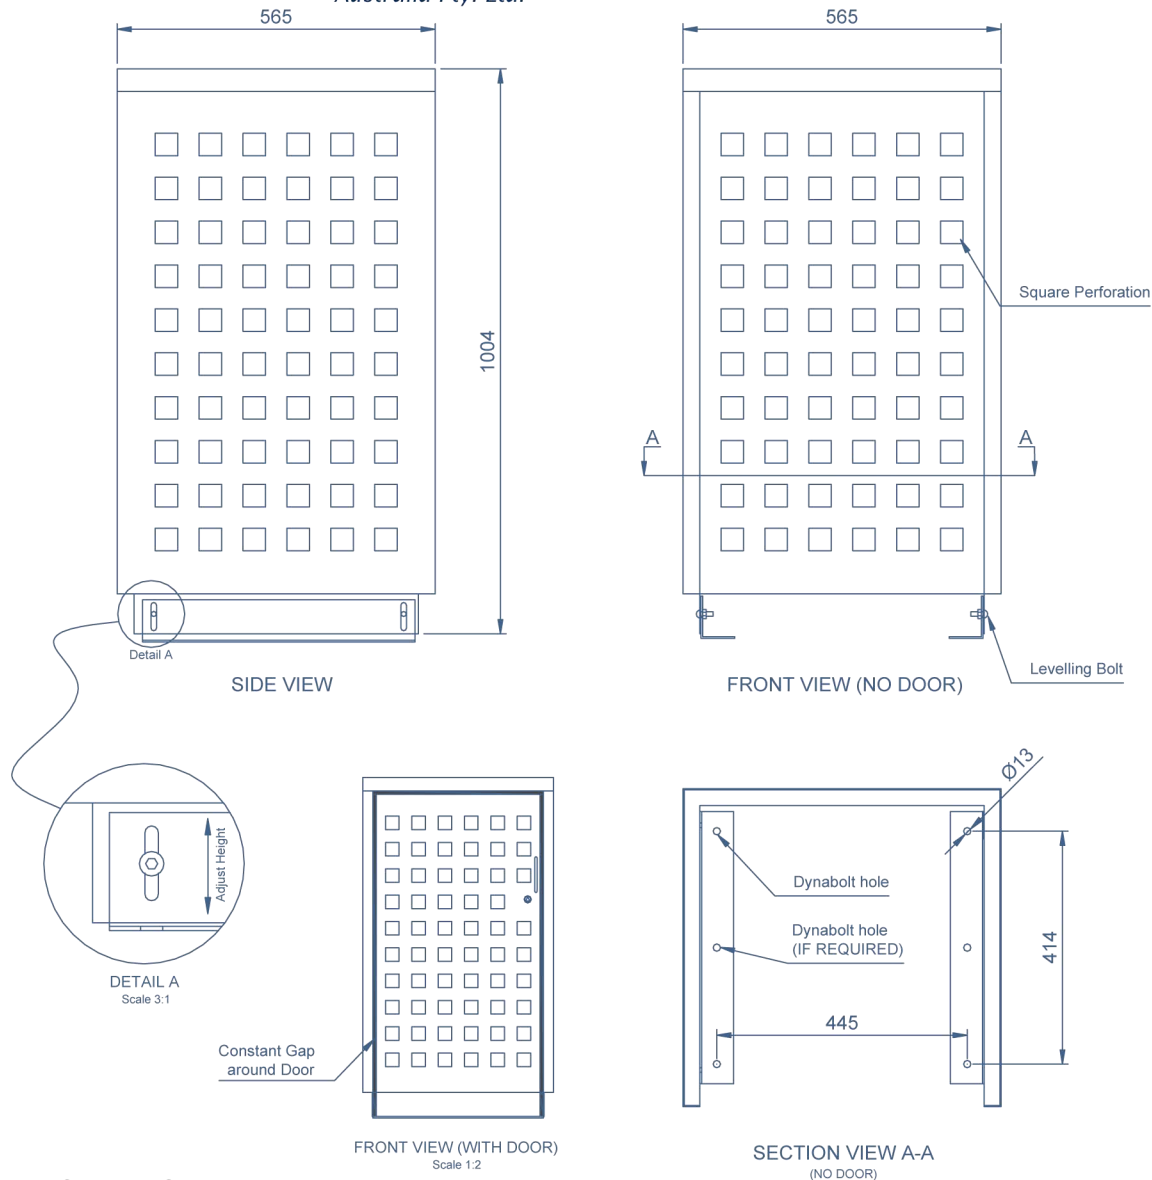 565
565
1004
Square Perforation
A
A
Levelling Bolt
Detail A
SIDE VIEW
FRONT VIEW (NO DOOR)
Adjust Height
DETAIL A
Scale 3:1
Constant Gap
around Door
FRONT VIEW (WITH DOOR)
Scale 1:2
Ø13
Dynabolt hole
Dynabolt hole
(IF REQUIRED)
414
445
SECTION VIEW A-A
(NO DOOR)